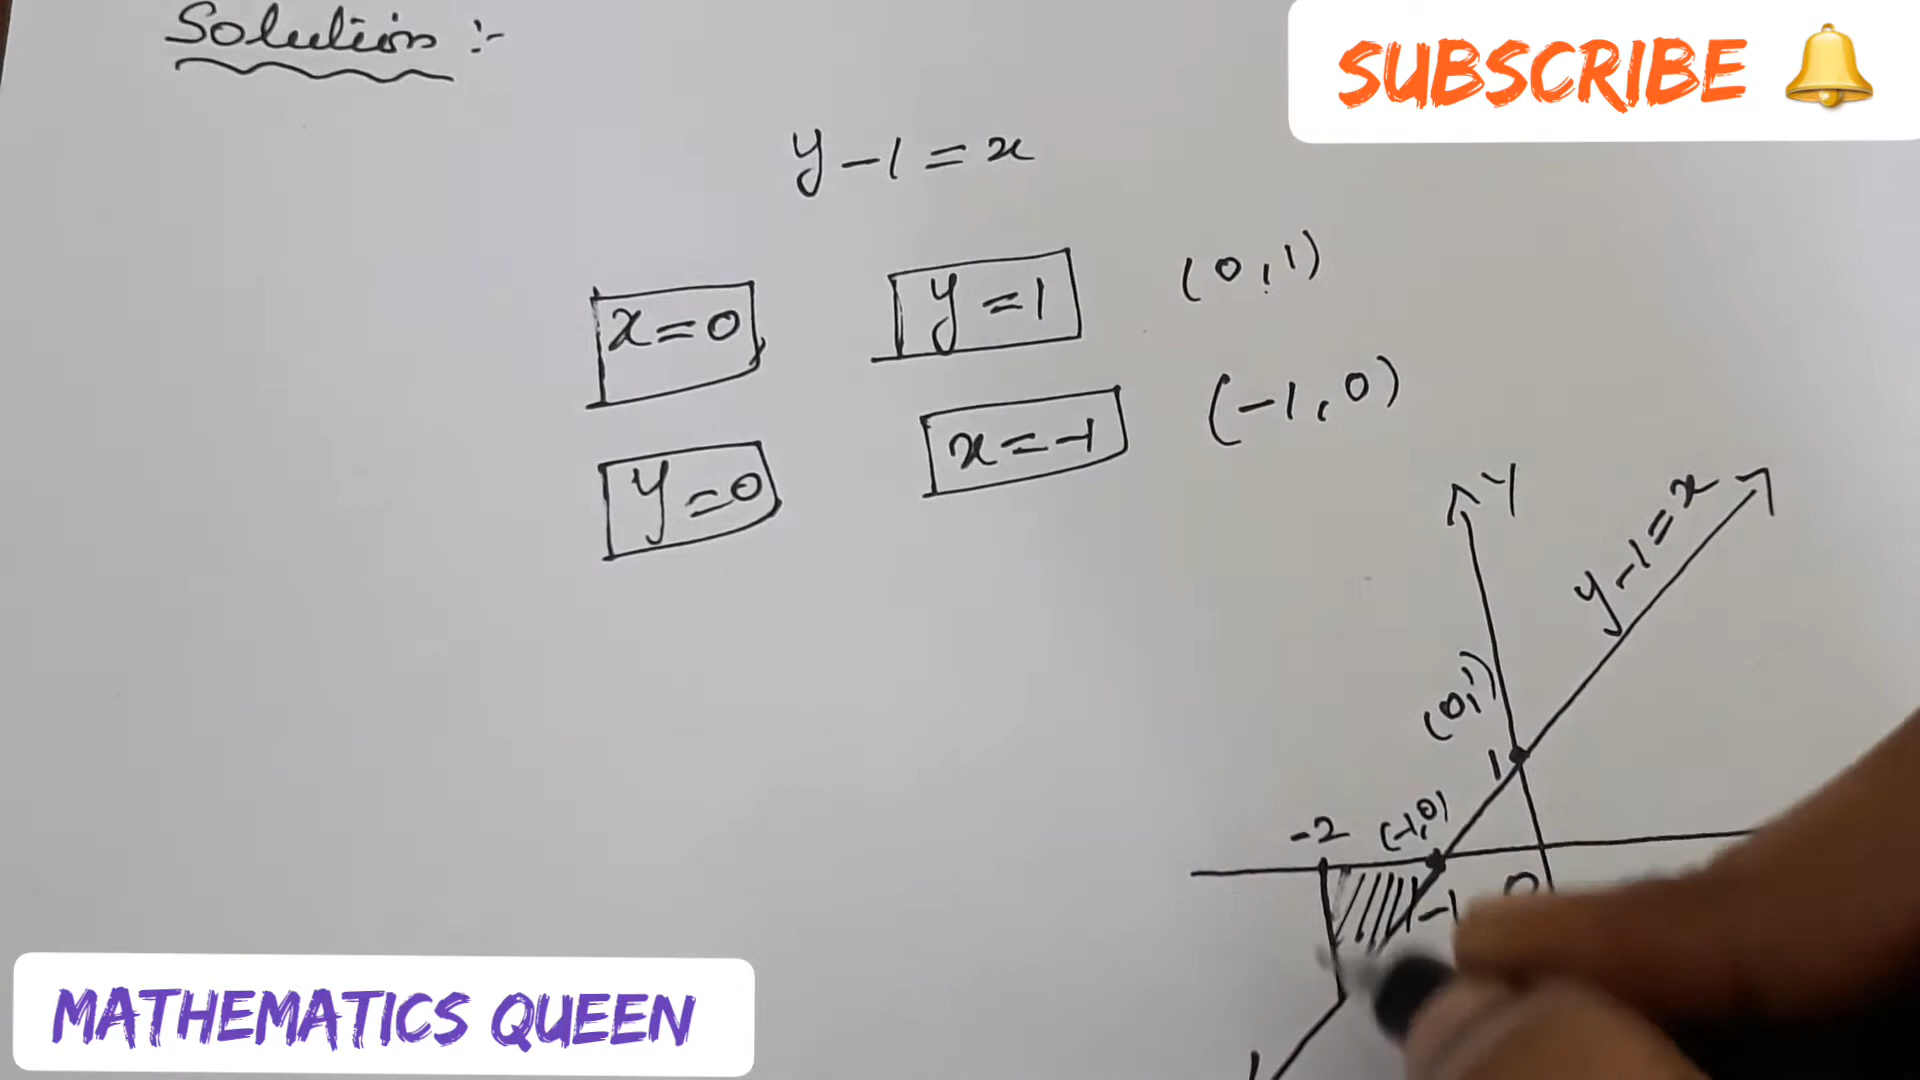 Solution :-
SUBSCRIBE
y-1=x
x=0
y=1
(0,1)
y=0
x=-1
(-1,0)
Y
y-1=x
(0,1)
1
-2
(-1,0)
-1
0
MATHEMATICS QUEEN